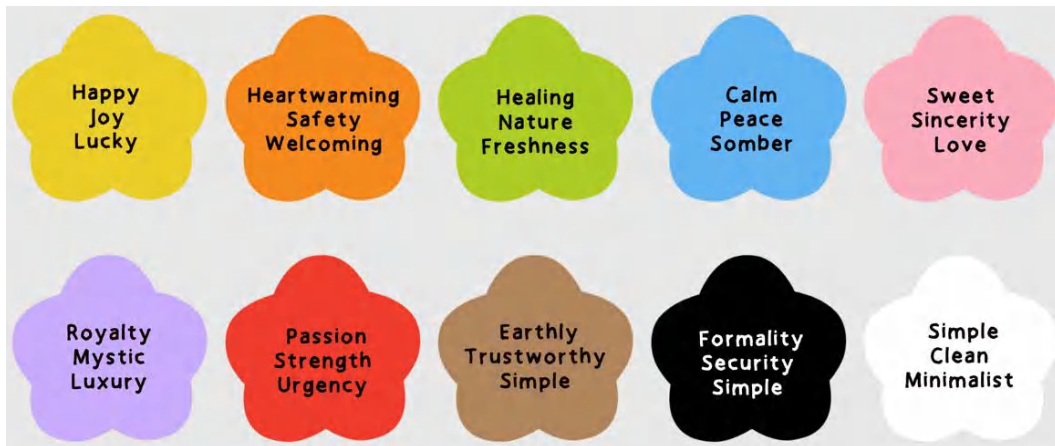 Happy
Joy
Lucky
Heartwarming
Safety
Welcoming
Healing
Nature
Freshness
Calm
Peace
Somber
Sweet
Sincerity
Love
Royalty
Mystic
Luxury
Passion
Strength
Urgency
Earthly
Trustworthy
Simple
Formality
Security
Simple
Simple
Clean
Minimalist